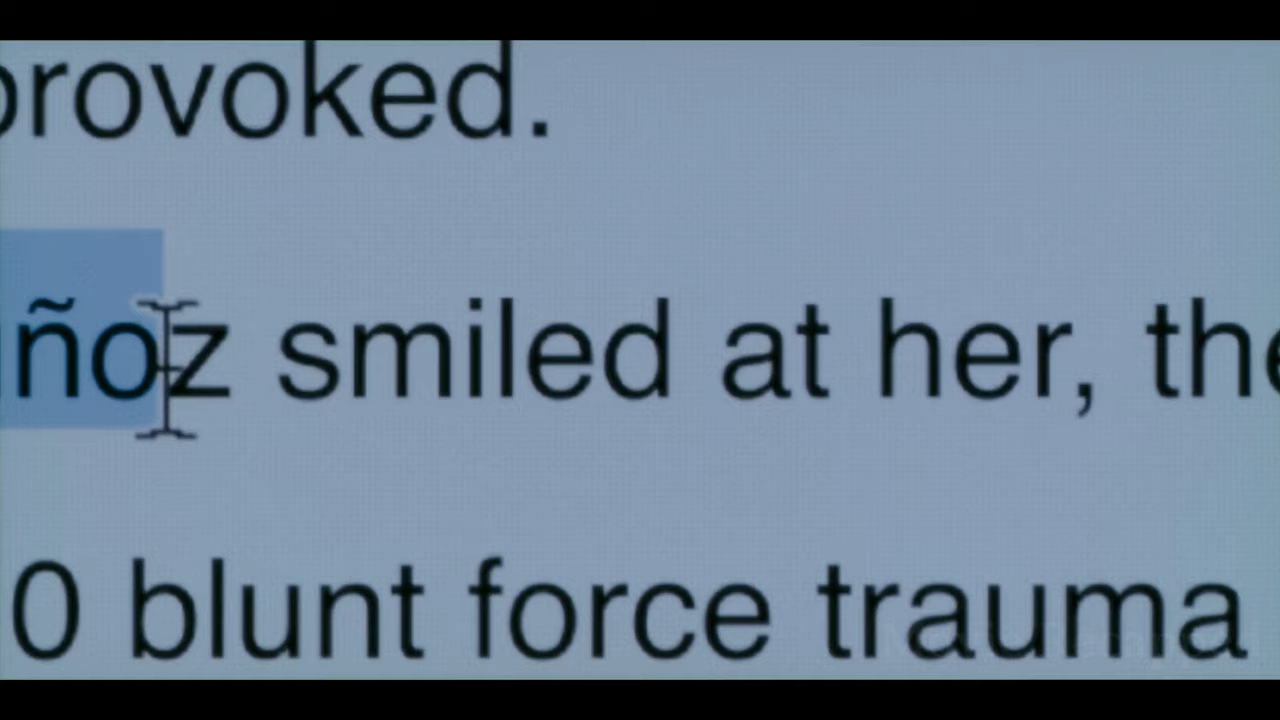 provoked.
ñoz smiled at her, the
0 blunt force trauma